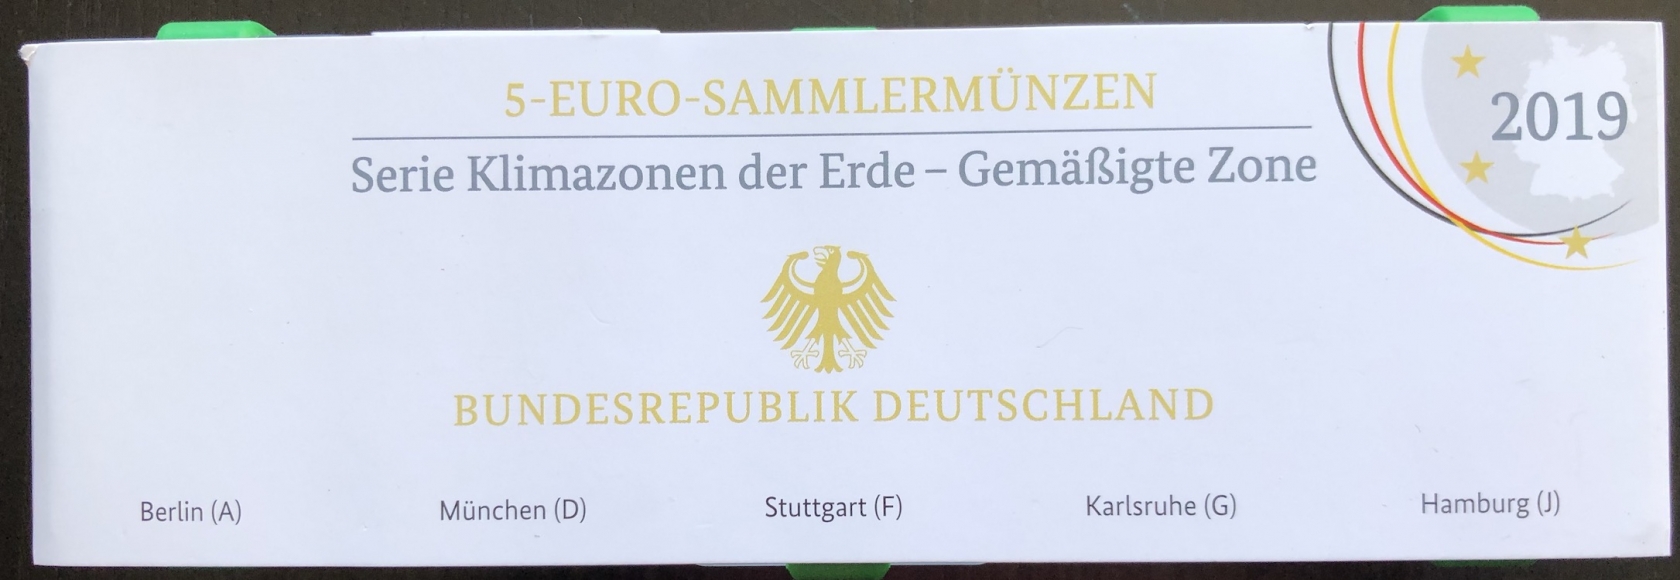 5-EURO-SAMMLERMÜNZEN
Serie Klimazonen der Erde – Gemäßigte Zone
2019
BUNDESREPUBLIK DEUTSCHLAND
Berlin (A) München (D) Stuttgart (F) Karlsruhe (G) Hamburg (J)